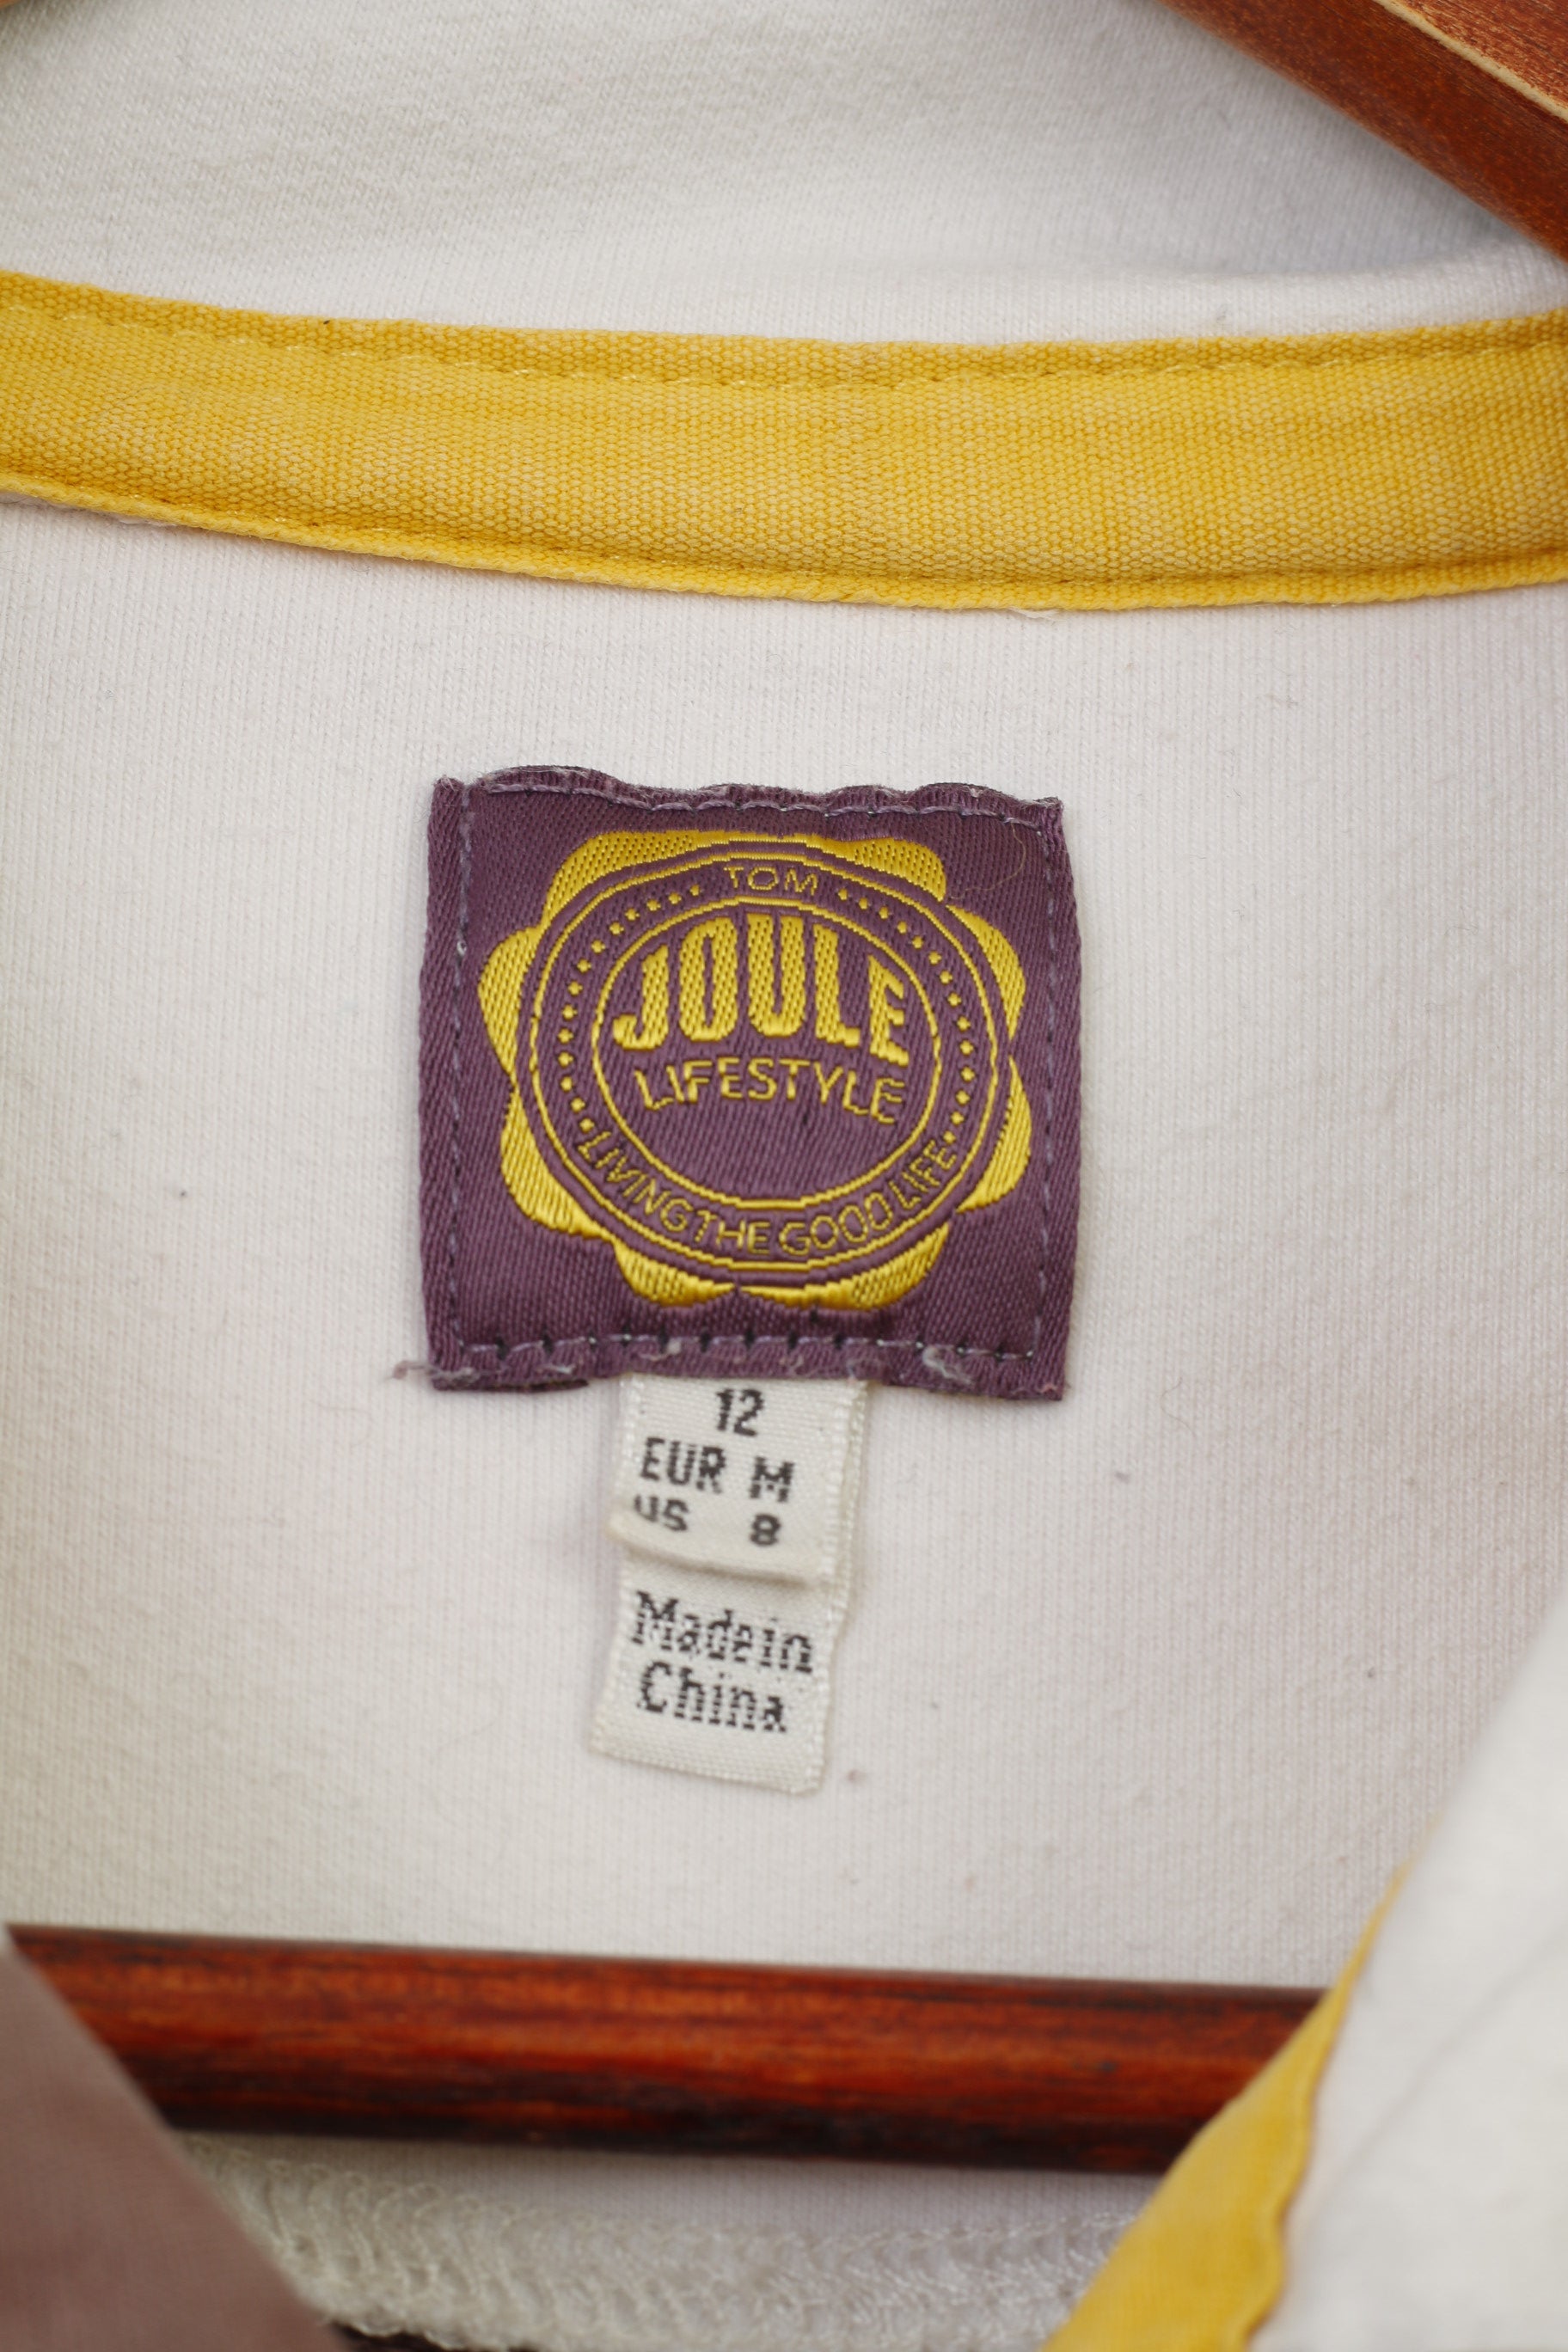 TOM
JOULE
LIFESTYLE
·LIVING THE GOOD LIFE·
12
EUR M
US 8
Made in
China